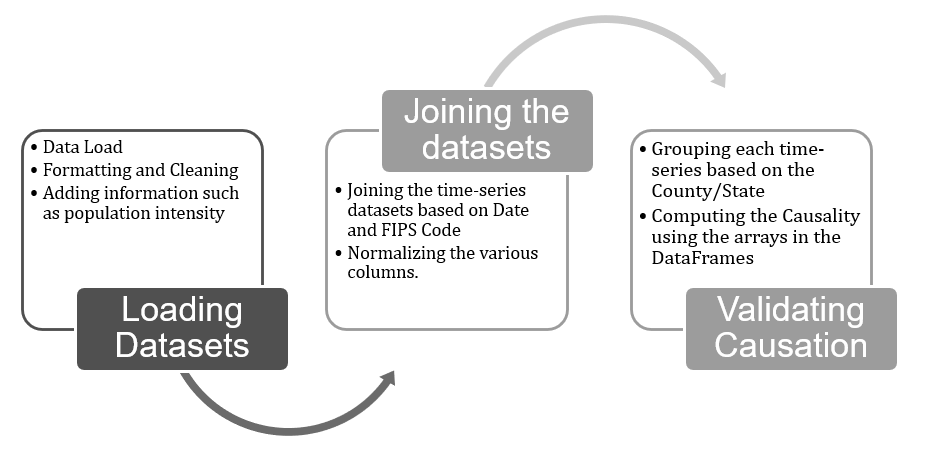 • Data Load
• Formatting and Cleaning
• Adding information such
as population intensity
Loading
Datasets
Joining the
datasets
• Joining the time-series
datasets based on Date
and FIPS Code
• Normalizing the various
columns.
• Grouping each time-
series based on the
County/State
• Computing the Causality
using the arrays in the
DataFrames
Validating
Causation